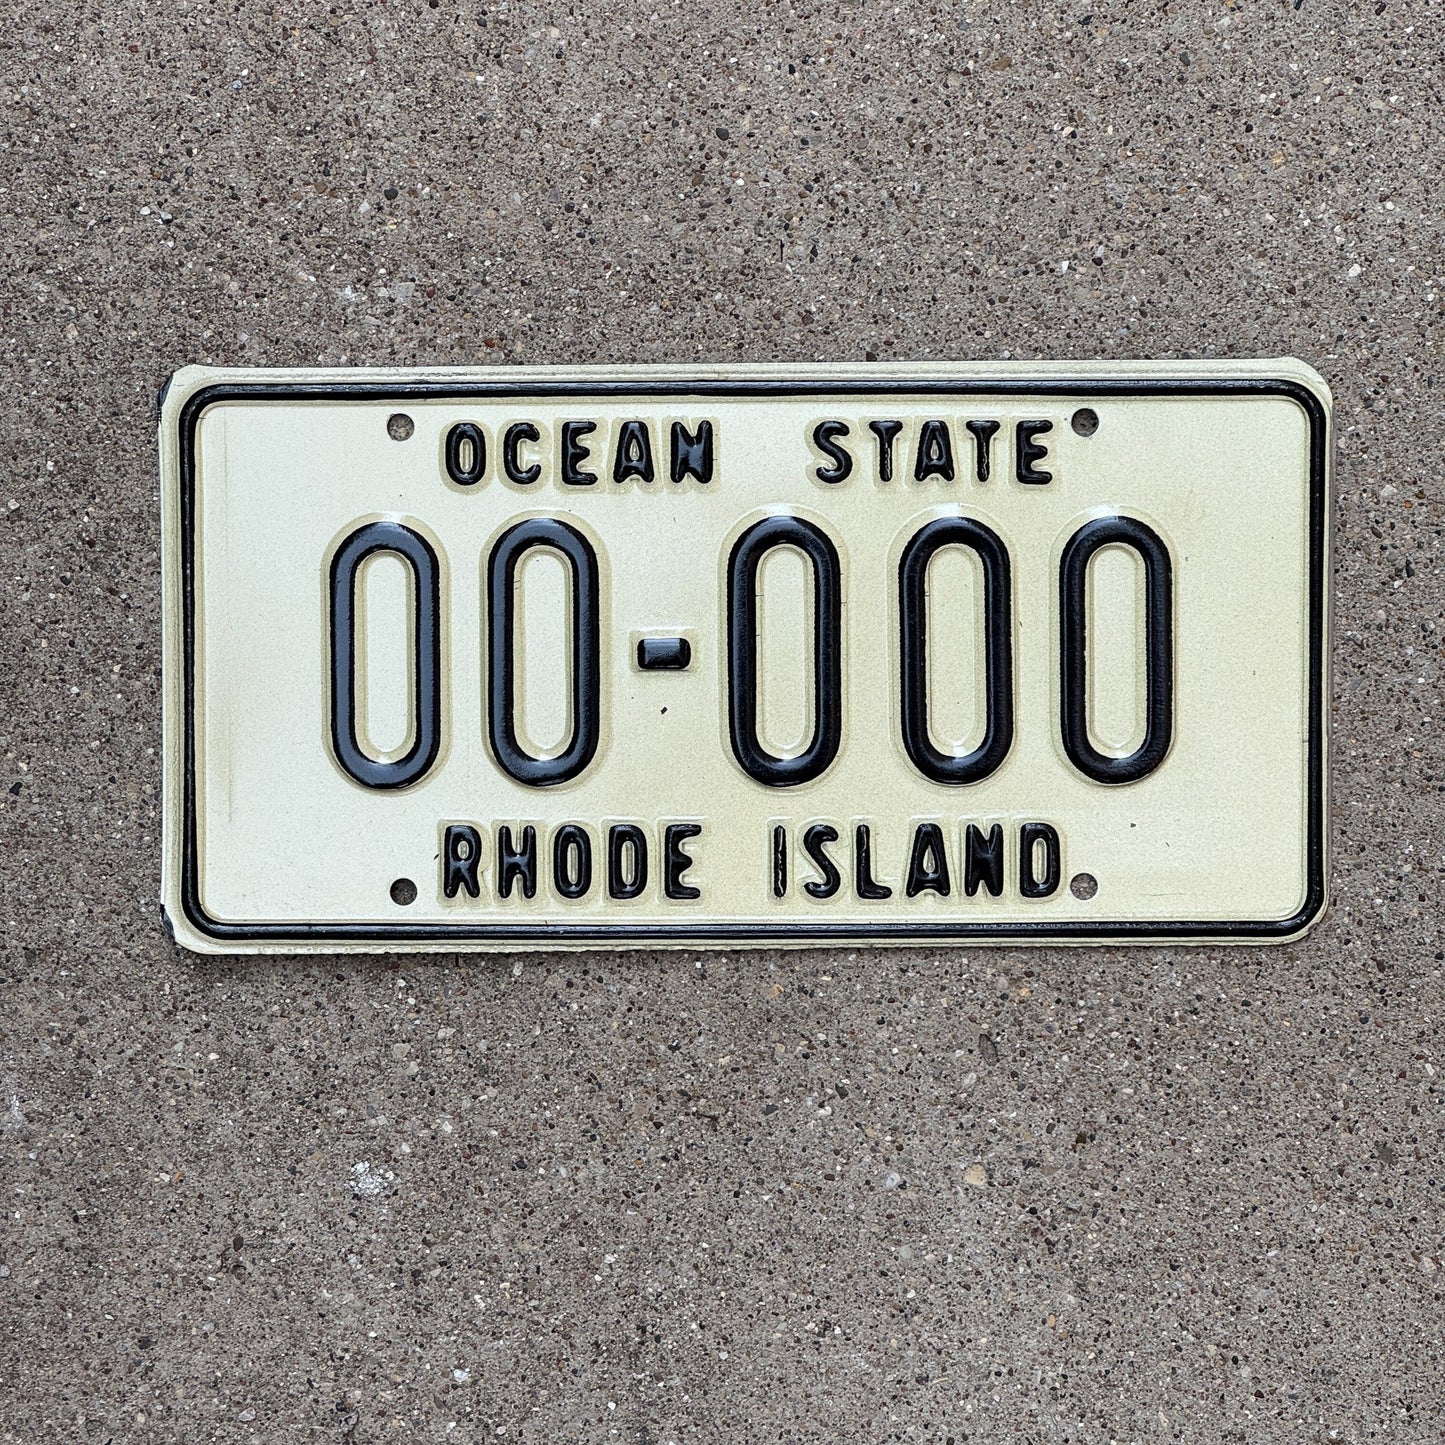 OCEAN STATE
00-000
RHODE ISLAND